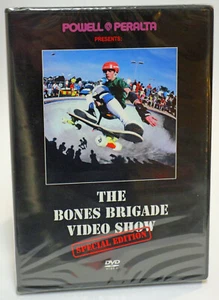 POWELL PERALTA
PRESENTS
THE
BONES BRIGADE
VIDEO SHOW
SPECIAL EDITION
DVD